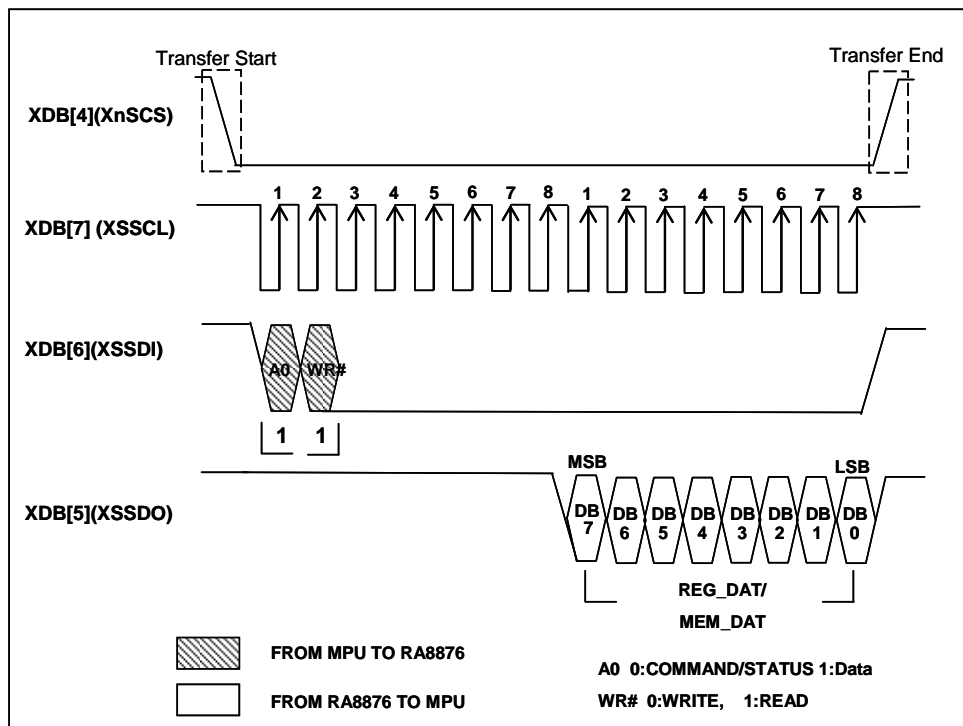 Transfer Start
Transfer End
XDB[4](XnSCS)
1 2 3 4 5 6 7 8 1 2 3 4 5 6 7 8
XDB[7] (XSSCL)
XDB[6](XSSDI)
A0 WR#
1 1
MSB LSB
XDB[5](XSSDO)
DB 7 DB 6 DB 5 DB 4 DB 3 DB 2 DB 1 DB 0
REG_DAT/
MEM_DAT
FROM MPU TO RA8876
A0 0:COMMAND/STATUS 1:Data
FROM RA8876 TO MPU
WR# 0:WRITE, 1:READ